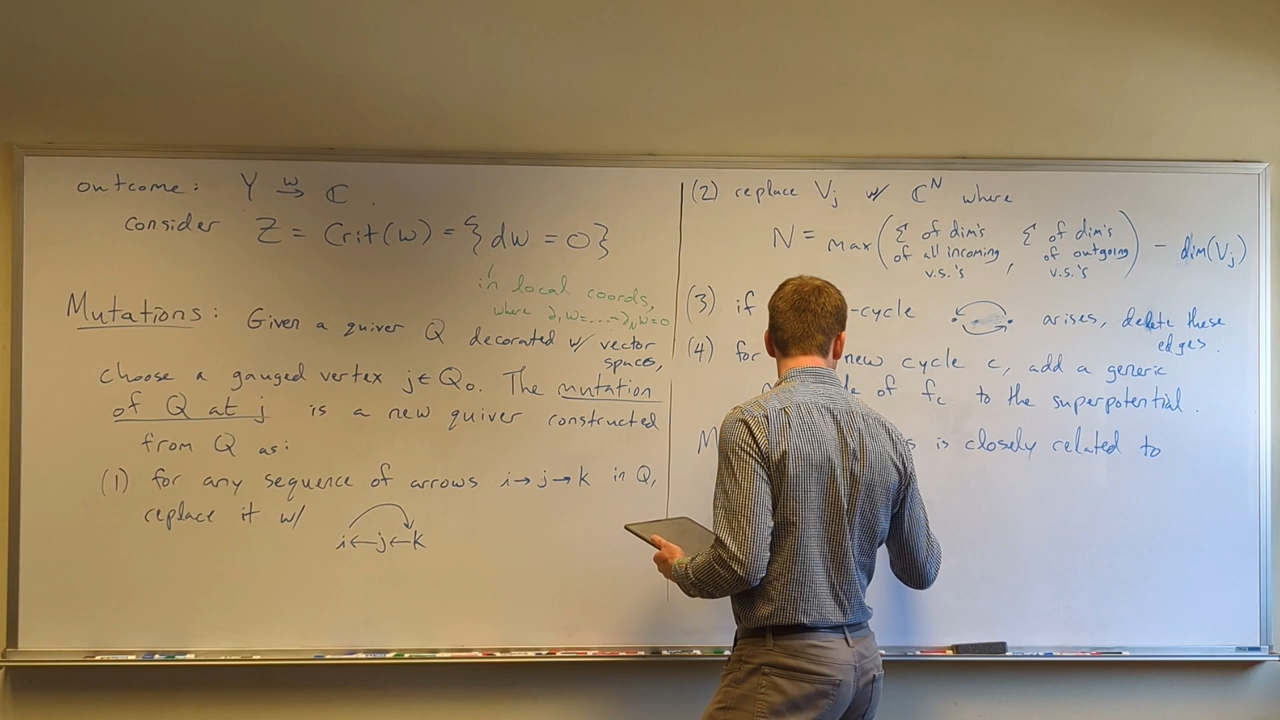 outcome: Y →^w ℂ.
consider Z = Crit(w) = {dw = 0}
in local coords,
where ∂₁w=...=∂_N w=0
Mutations: Given a quiver Q decorated w/ vector
spaces,
choose a gauged vertex j∈Q₀. The mutation
of Q at j is a new quiver constructed
from Q as:
(1) for any sequence of arrows i→j→k in Q,
replace it w/
i←j←k
(2) replace Vj w/ ℂ^N where
N = max(Σ of dim's of all incoming v.s.'s, Σ of dim's of outgoing v.s.'s) - dim(Vj)
(3) if -cycle arises, delete these
edges.
(4) for new cycle c, add a generic
of f_c to the superpotential.
is closely related to